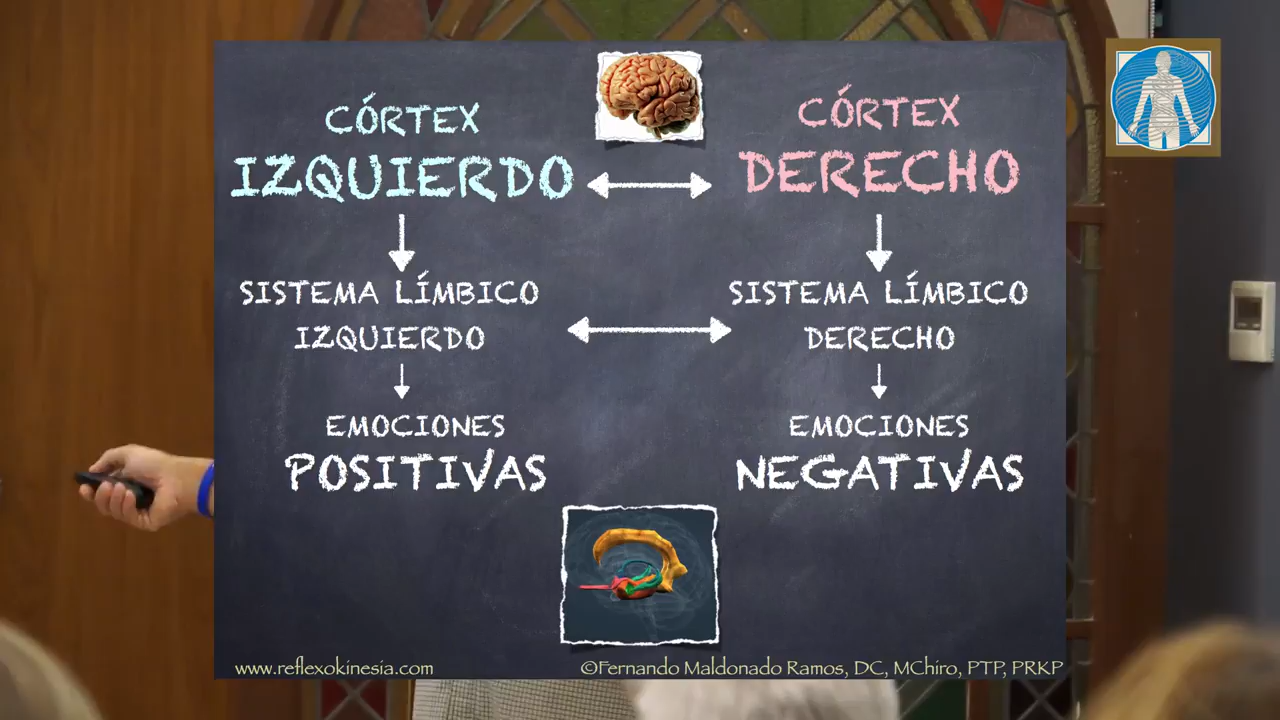 CÓRTEX
IZQUIERDO
CÓRTEX
DERECHO
SISTEMA LÍMBICO
IZQUIERDO
SISTEMA LÍMBICO
DERECHO
EMOCIONES
POSITIVAS
EMOCIONES
NEGATIVAS
www.reflexokinesia.com
©Fernando Maldonado Ramos, DC, MChiro, PTP, PRKP